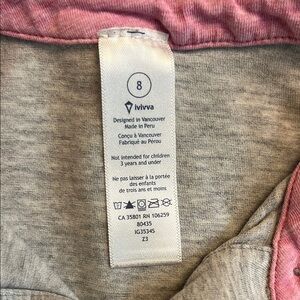 8
ivivva
Designed in Vancouver
Made in Peru
Conçu à Vancouver
Fabriqué au Pérou
Not intended for children
3 years and under
Ne pas laisser à la portée
des enfants
de trois ans et moins
CA 35801 RN 106259
80435
IG3534S
Z3